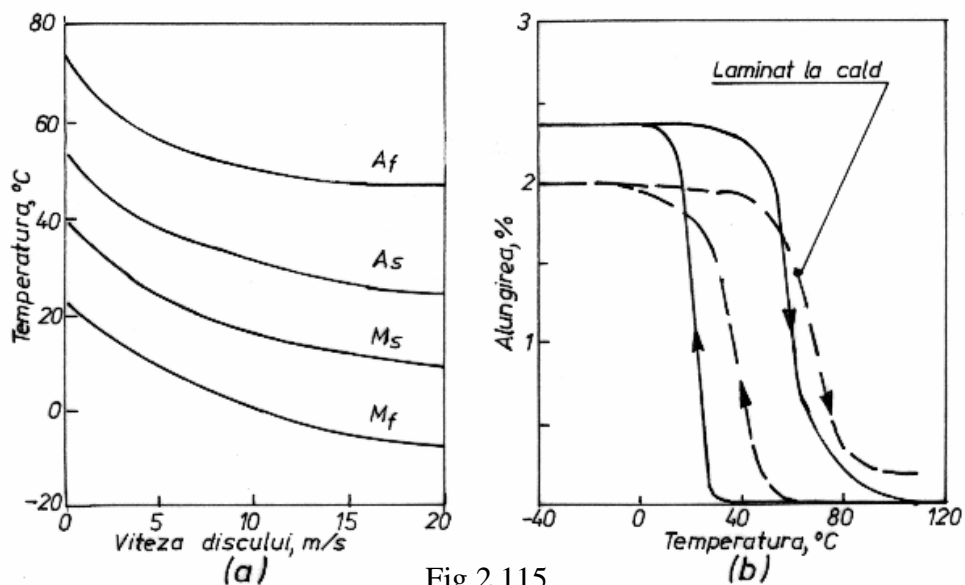 80
60
40
20
0
-20
Temperatura, °C
Af
As
Ms
Mf
0 5 10 15 20
Viteza discului, m/s
(a)
3
2
1
Alungirea, %
Laminat la cald
-40 0 40 80 120
Temperatura, °C
(b)
Fig.2.115